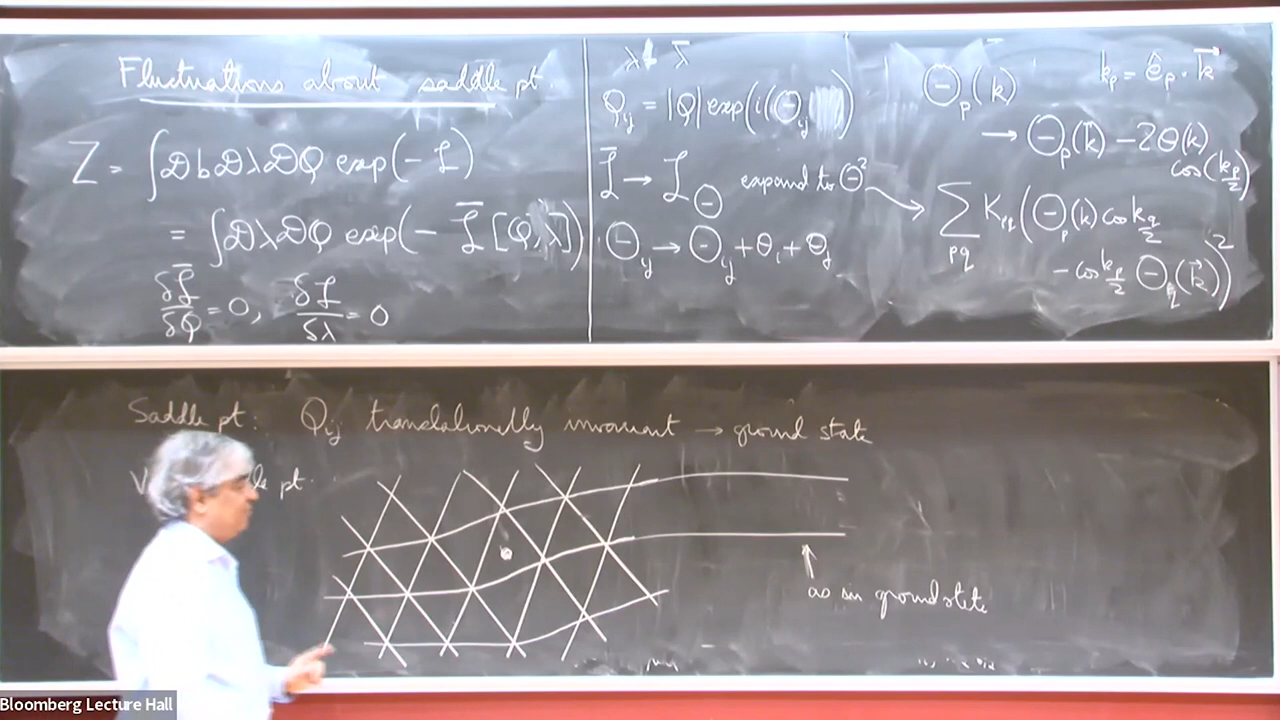 Fluctuations about saddle pt.
Z = ∫DbDλDQ exp(-L)
= ∫DλDQ exp(-L̄[Q,λ])
δL̄/δQ = 0, δL/δλ = 0
λ̄
Q_ij = |Q| exp(i(Θ_ij))
L̄ → L_Θ expand to Θ²
Θ_ij → Θ_ij + θ_i + θ_j
Θ_p(k) k_p = ê_p · k⃗
→ Θ_p(k) - 2θ(k) cos(k_p/2)
∑_pq K_pq (Θ_p(k) cos k_q/2
- cos k_p/2 Θ_q(k⃗))²
Saddle pt: Q_ij translationally invariant → ground state
pt.
as in ground state
Bloomberg Lecture Hall